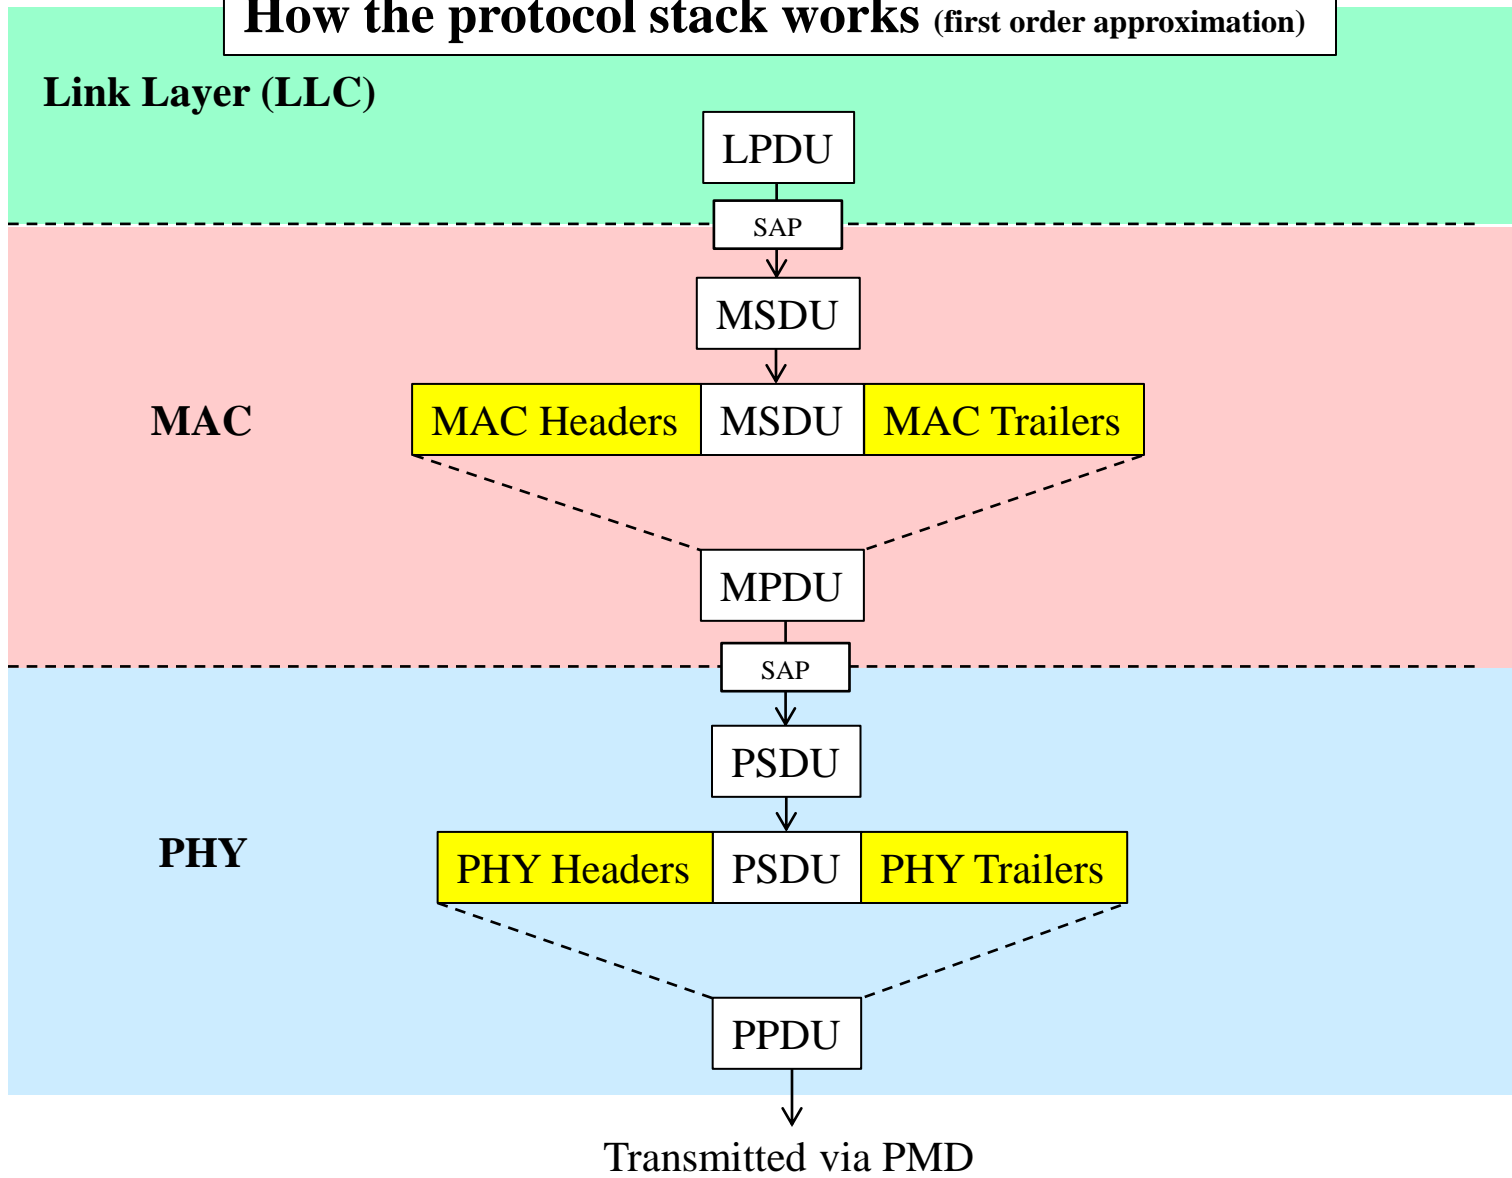 How the protocol stack works (first order approximation)
Link Layer (LLC)
LPDU
SAP
MSDU
MAC
MAC Headers MSDU MAC Trailers
MPDU
SAP
PSDU
PHY
PHY Headers PSDU PHY Trailers
PPDU
Transmitted via PMD